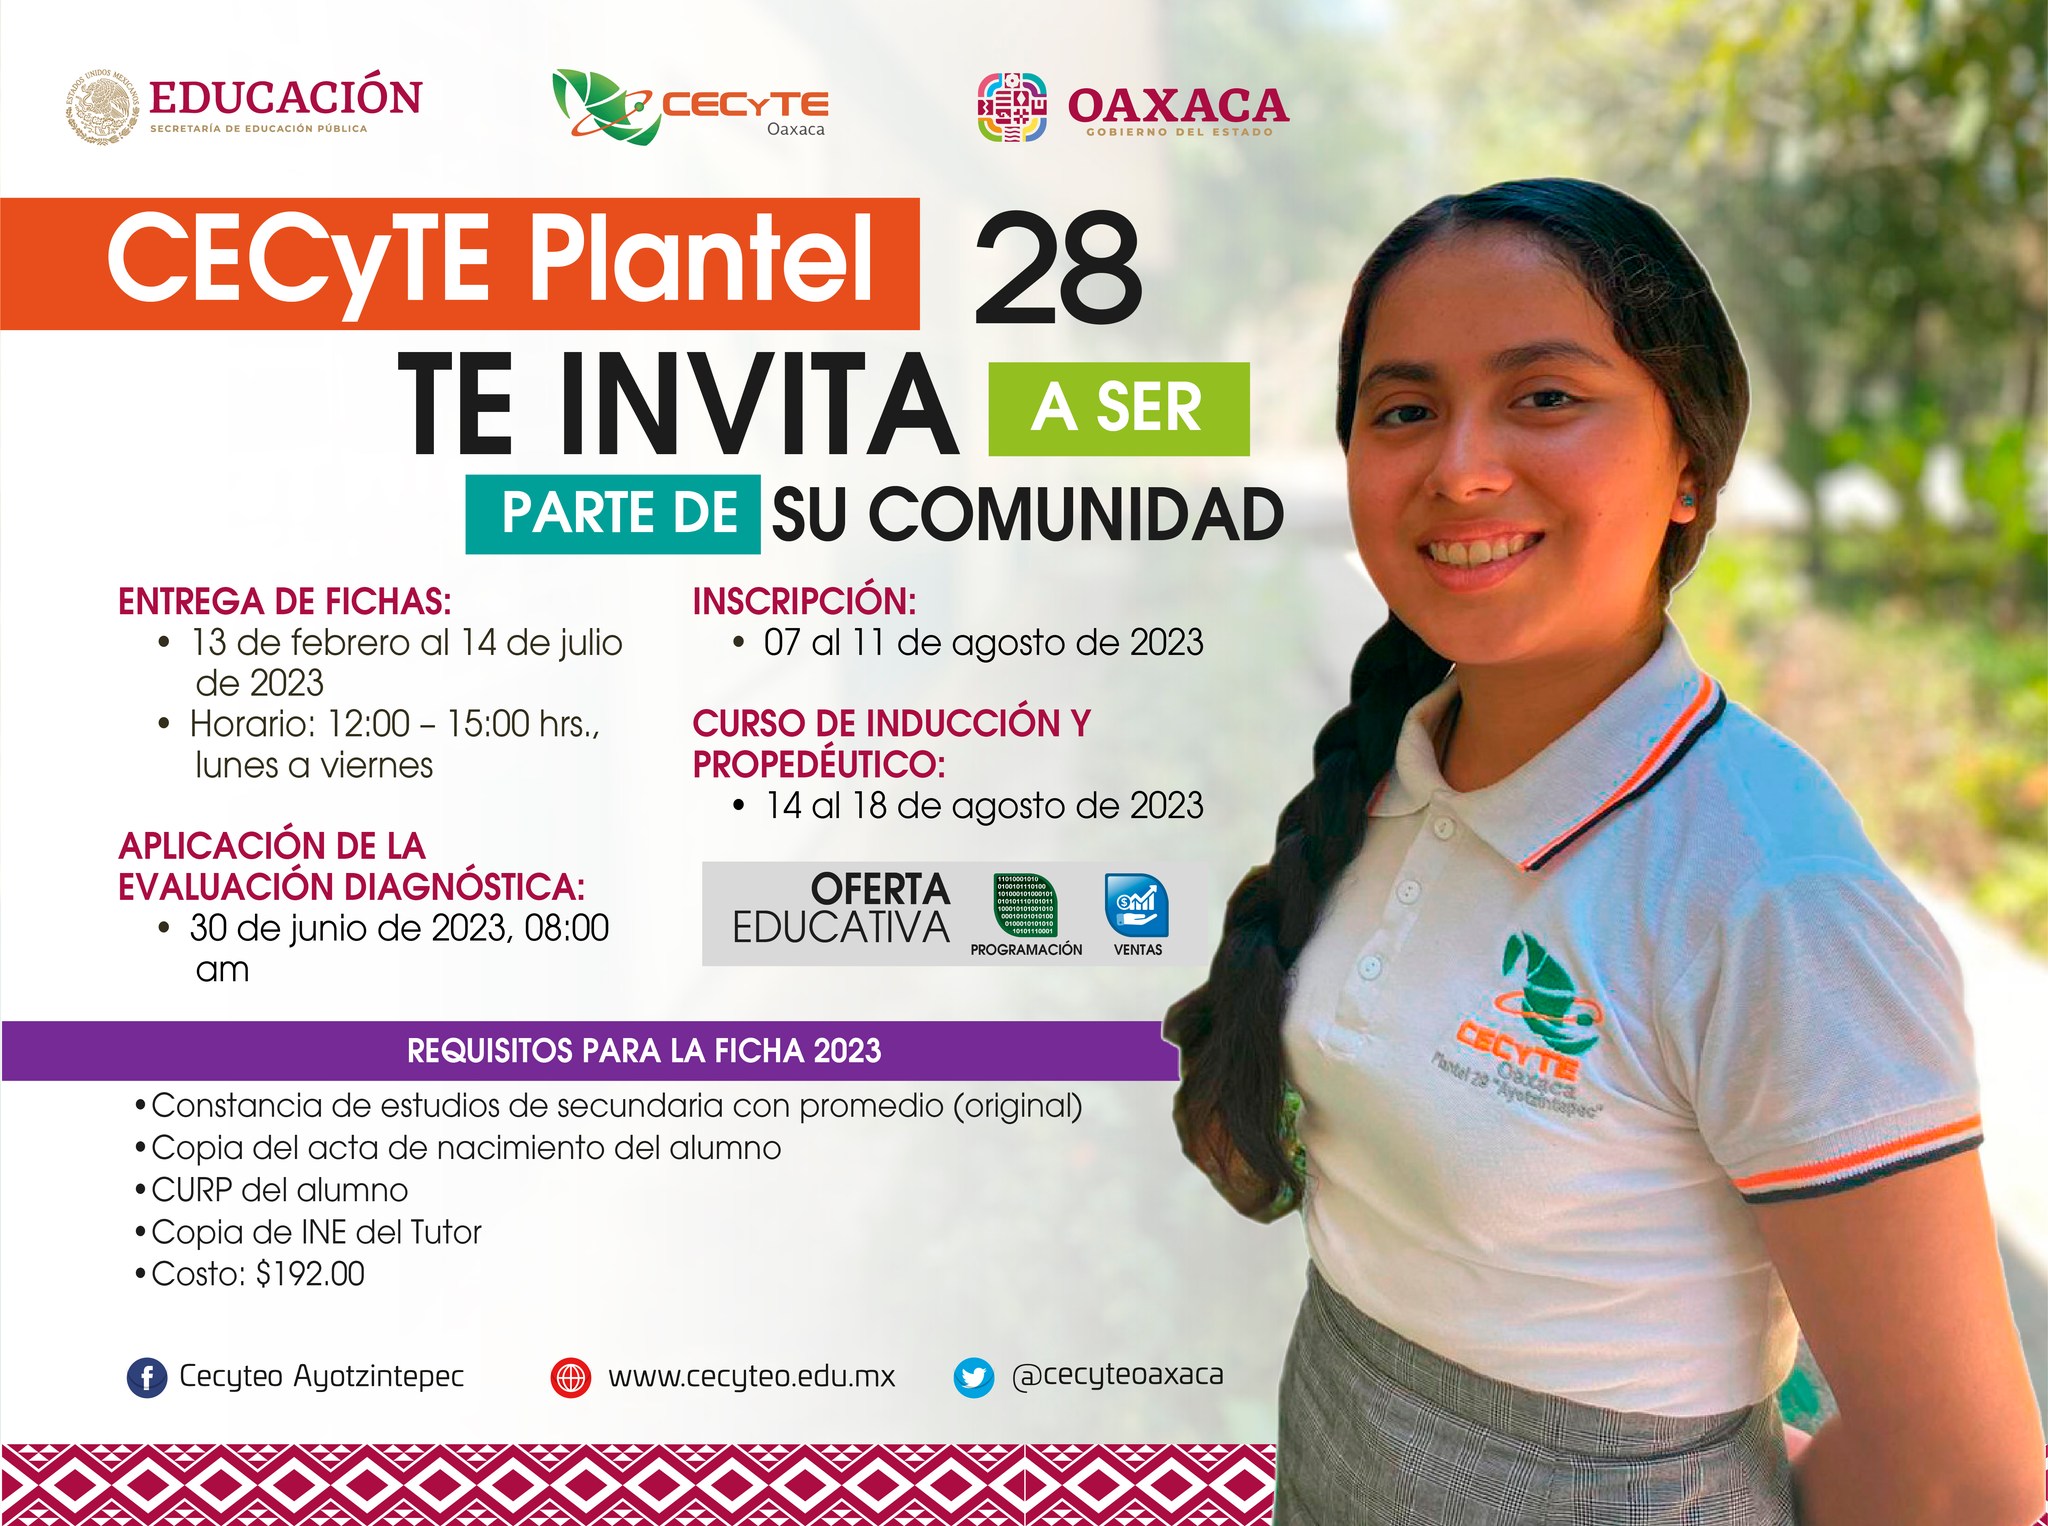 ESTADOS UNIDOS MEXICANOS
EDUCACIÓN
SECRETARÍA DE EDUCACIÓN PÚBLICA
CECyTE
Oaxaca
OAXACA
GOBIERNO DEL ESTADO
CECyTE Plantel 28
TE INVITA A SER
PARTE DE SU COMUNIDAD
ENTREGA DE FICHAS:
• 13 de febrero al 14 de julio
de 2023
• Horario: 12:00 – 15:00 hrs.,
lunes a viernes
APLICACIÓN DE LA
EVALUACIÓN DIAGNÓSTICA:
• 30 de junio de 2023, 08:00
am
INSCRIPCIÓN:
• 07 al 11 de agosto de 2023
CURSO DE INDUCCIÓN Y
PROPEDÉUTICO:
• 14 al 18 de agosto de 2023
OFERTA
EDUCATIVA
PROGRAMACIÓN
VENTAS
REQUISITOS PARA LA FICHA 2023
•Constancia de estudios de secundaria con promedio (original)
•Copia del acta de nacimiento del alumno
•CURP del alumno
•Copia de INE del Tutor
•Costo: $192.00
Cecyteo Ayotzintepec
www.cecyteo.edu.mx
@cecyteoaxaca
CECyTE
Oaxaca
Plantel 28 "Ayotzintepec"